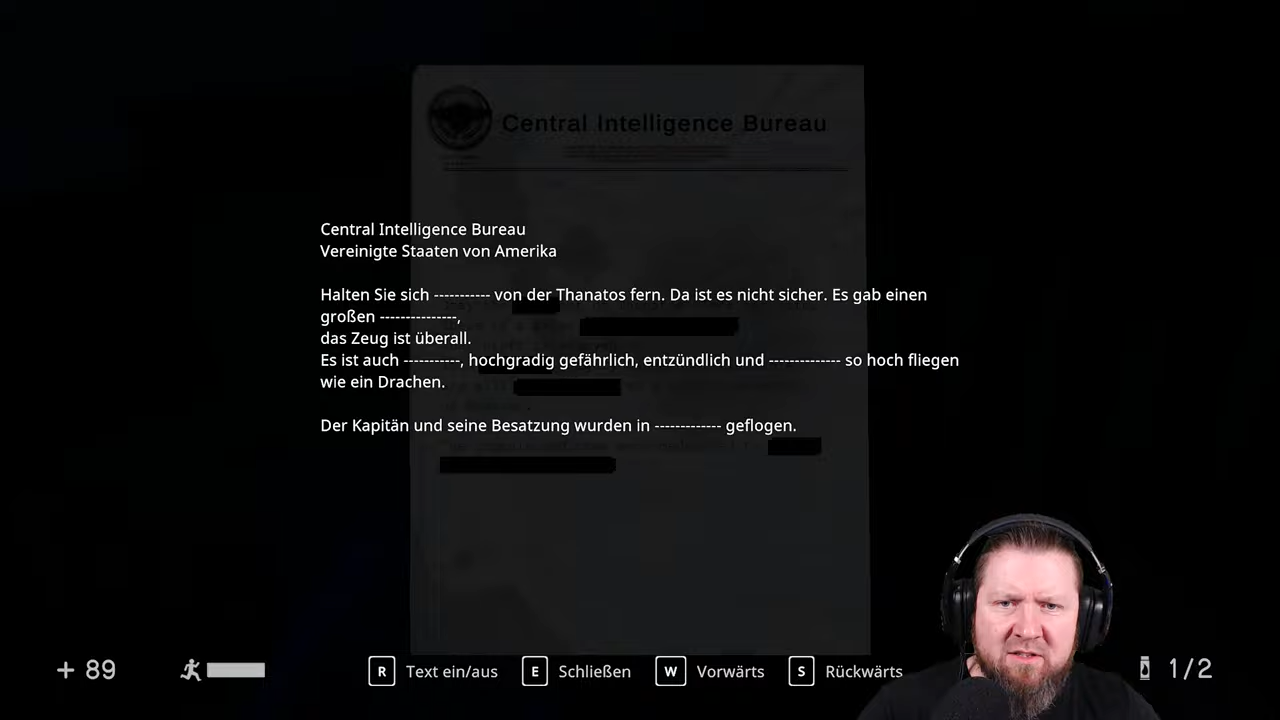 Central Intelligence Bureau
Central Intelligence Bureau
Vereinigte Staaten von Amerika
Halten Sie sich ----------- von der Thanatos fern. Da ist es nicht sicher. Es gab einen
großen ---------------,
das Zeug ist überall.
Es ist auch -----------, hochgradig gefährlich, entzündlich und -------------- so hoch fliegen
wie ein Drachen.
Der Kapitän und seine Besatzung wurden in ------------- geflogen.
+ 89
R Text ein/aus E Schließen W Vorwärts S Rückwärts
1/2